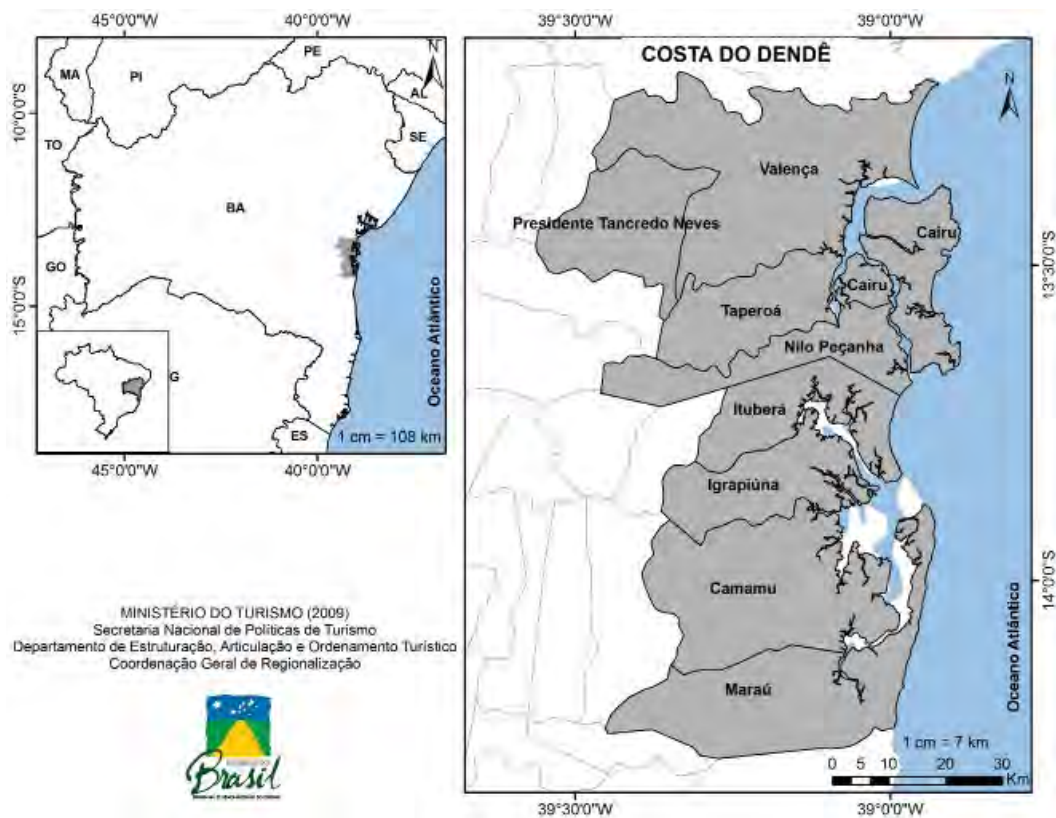 45°0'0"W
40°0'0"W
10°0'0"S
15°0'0"S
MA
PI
PE
N
AL
SE
TO
BA
GO
G
ES
1 cm = 108 km
Oceano Atlántico
45°0'0"W
40°0'0"W
MINISTÉRIO DO TURISMO (2009)
Secretaria Nacional de Políticas de Turismo
Departamento de Estruturação, Articulação e Ordenamento Turístico
Coordenação Geral de Regionalização
Brasil
39°30'0"W
39°0'0"W
COSTA DO DENDÊ
N
Valença
Presidente Tancredo Neves
Cairu
Cairu
13°30'0"S
Taperoá
Nilo Peçanha
Ituberá
Igrapiúna
Camamu
14°0'0"S
Maraú
Oceano Atlántico
1 cm = 7 km
0 5 10 20 30
Km
39°30'0"W
39°0'0"W